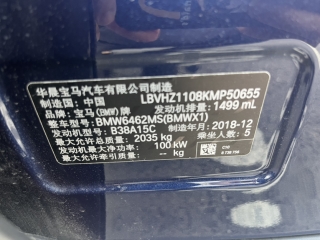 华晨宝马汽车有限公司制造
制造国：中国 LBVHZ1108KMP50655
品牌：宝马(BMW)牌 发动机排量：1499 mL
整车型号：BMW6462MS(BMWX1)
发动机型号：B38A15C 制造年月：2018-12
最大允许总质量：2035 kg 乘坐人数：5
发动机最大净功率：100 kW
最大允许牵引质量：-- kg